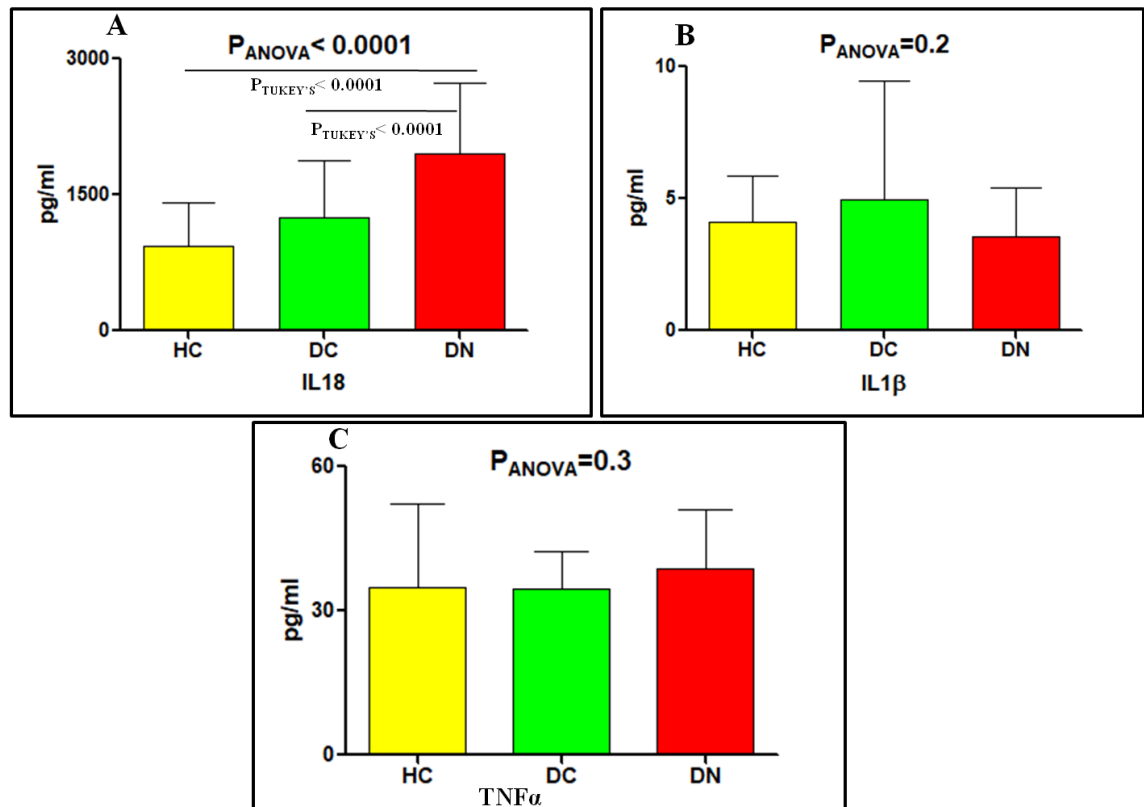 A
P_ANOVA< 0.0001
P_TUKEY'S< 0.0001
P_TUKEY'S< 0.0001
3000
1500
0
pg/ml
HC DC DN
IL18
B
P_ANOVA=0.2
10
5
0
pg/ml
HC DC DN
IL1β
C
P_ANOVA=0.3
60
30
0
pg/ml
HC DC DN
TNFα